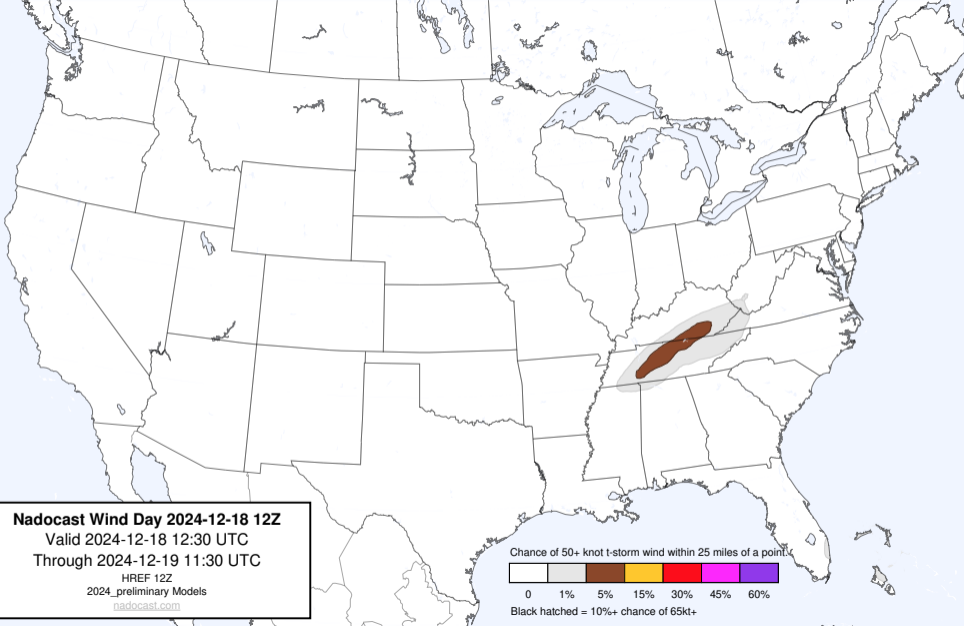 Nadocast Wind Day 2024-12-18 12Z
Valid 2024-12-18 12:30 UTC
Through 2024-12-19 11:30 UTC
HREF 12Z
2024_preliminary Models
nadocast.com
Chance of 50+ knot t-storm wind within 25 miles of a point.
0 1% 5% 15% 30% 45% 60%
Black hatched = 10%+ chance of 65kt+